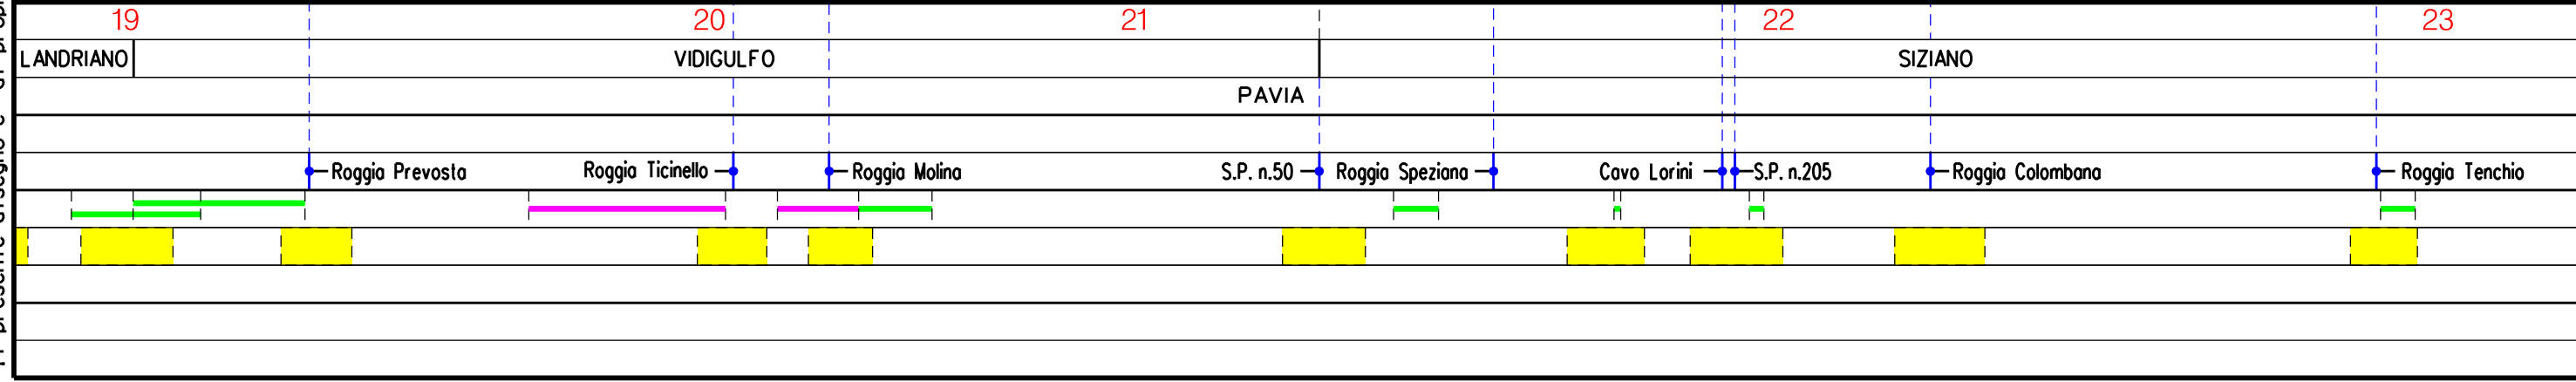 19 20 21 22 23
LANDRIANO VIDIGULFO SIZIANO
PAVIA
Roggia Prevosta Roggia Ticinello Roggia Molina S.P. n.50 Roggia Speziana Cavo Lorini S.P. n.205 Roggia Colombana Roggia Tenchio